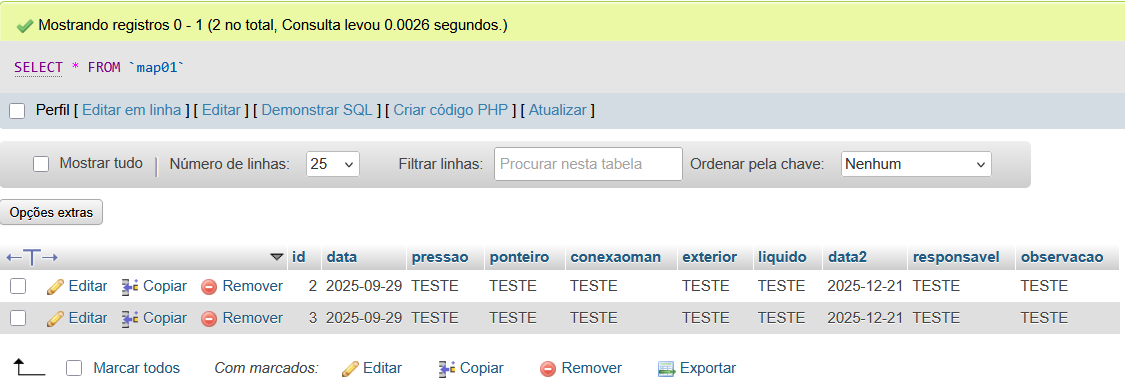 Mostrando registros 0 - 1 (2 no total, Consulta levou 0.0026 segundos.)
SELECT * FROM `map01`
Perfil [ Editar em linha ] [ Editar ] [ Demonstrar SQL ] [ Criar código PHP ] [ Atualizar ]
Mostrar tudo | Número de linhas: 25 Filtrar linhas: Procurar nesta tabela Ordenar pela chave: Nenhum
Opções extras
←T→ id data pressao ponteiro conexaoman exterior liquido data2 responsavel observacao
Editar Copiar Remover 2 2025-09-29 TESTE TESTE TESTE TESTE TESTE 2025-12-21 TESTE TESTE
Editar Copiar Remover 3 2025-09-29 TESTE TESTE TESTE TESTE TESTE 2025-12-21 TESTE TESTE
Marcar todos Com marcados: Editar Copiar Remover Exportar